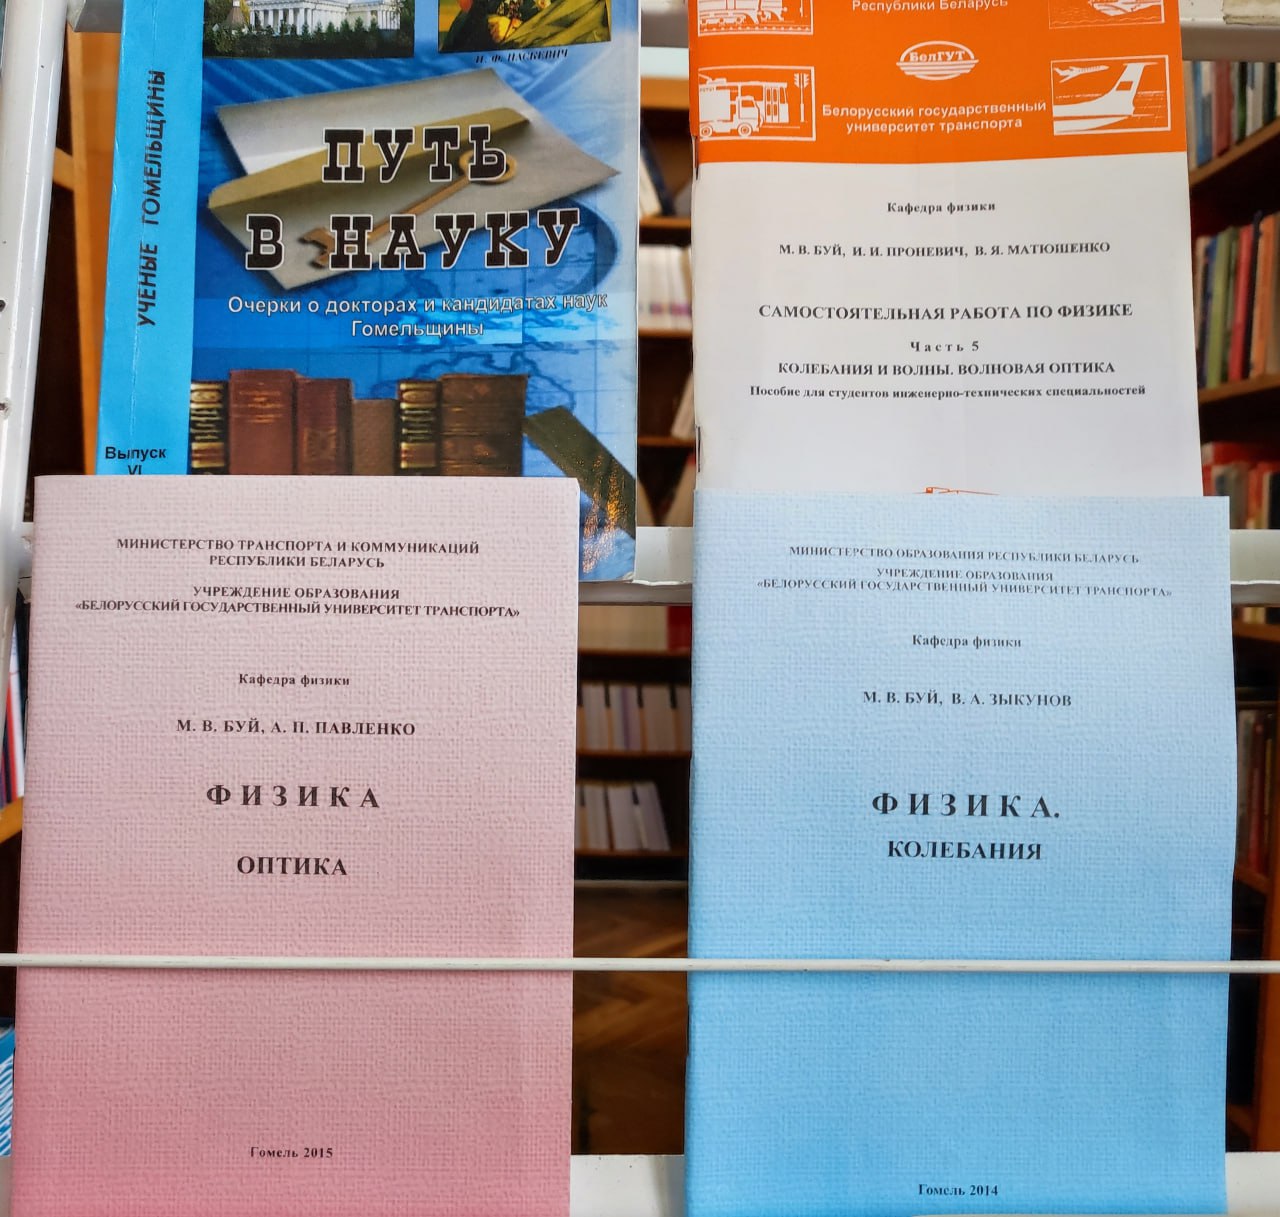 УЧЕНЫЕ ГОМЕЛЬЩИНЫ
Выпуск
VI
И. Ф. ПАСКЕВИЧ
ПУТЬ
В НАУКУ
Очерки о докторах и кандидатах наук
Гомельщины
Республики Беларусь
БелГУТ
Белорусский государственный
университет транспорта
Кафедра физики
М. В. БУЙ, И. И. ПРОНЕВИЧ, В. Я. МАТЮШЕНКО
САМОСТОЯТЕЛЬНАЯ РАБОТА ПО ФИЗИКЕ
Часть 5
КОЛЕБАНИЯ И ВОЛНЫ. ВОЛНОВАЯ ОПТИКА
Пособие для студентов инженерно-технических специальностей
МИНИСТЕРСТВО ТРАНСПОРТА И КОММУНИКАЦИЙ
РЕСПУБЛИКИ БЕЛАРУСЬ
УЧРЕЖДЕНИЕ ОБРАЗОВАНИЯ
«БЕЛОРУССКИЙ ГОСУДАРСТВЕННЫЙ УНИВЕРСИТЕТ ТРАНСПОРТА»
Кафедра физики
М. В. БУЙ, А. П. ПАВЛЕНКО
ФИЗИКА
ОПТИКА
Гомель 2015
МИНИСТЕРСТВО ОБРАЗОВАНИЯ РЕСПУБЛИКИ БЕЛАРУСЬ
УЧРЕЖДЕНИЕ ОБРАЗОВАНИЯ
«БЕЛОРУССКИЙ ГОСУДАРСТВЕННЫЙ УНИВЕРСИТЕТ ТРАНСПОРТА»
Кафедра физики
М. В. БУЙ, В. А. ЗЫКУНОВ
ФИЗИКА.
КОЛЕБАНИЯ
Гомель 2014